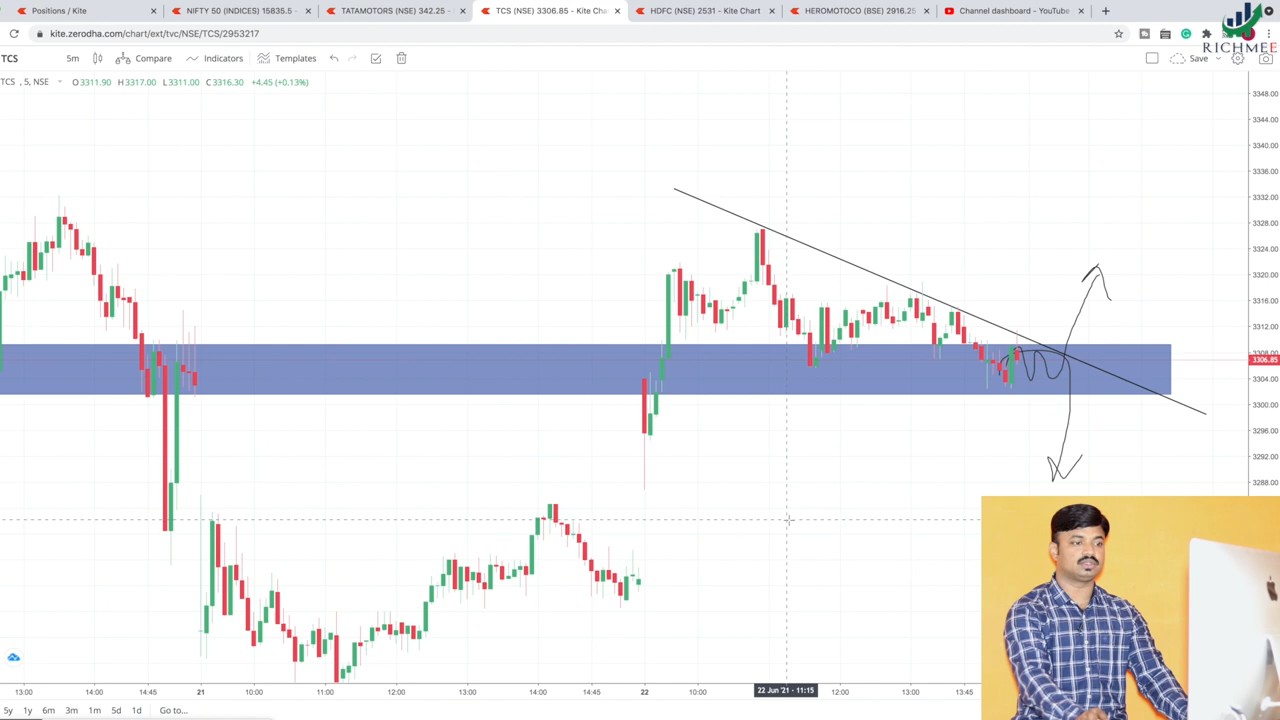 Positions / Kite
NIFTY 50 (INDICES) 15835.5 -
TATAMOTORS (NSE) 342.25 -
TCS (NSE) 3306.85 - Kite Cha
HDFC (NSE) 2531 - Kite Chart
HEROMOTOCO (BSE) 2916.25
Channel dashboard - YouTube
kite.zerodha.com/chart/ext/tvc/NSE/TCS/2953217
RICHMEE
TCS
5m
Compare
Indicators
Templates
Save
TCS , 5, NSE
O3311.90 H3317.00 L3311.00 C3316.30 +4.45 (+0.13%)
3348.00
3344.00
3340.00
3336.00
3332.00
3328.00
3324.00
3320.00
3316.00
3312.00
3308.00
3306.85
3304.00
3300.00
3296.00
3292.00
3288.00
13:00 14:00 14:45 21 10:00 11:00 12:00 13:00 14:00 14:45 22 10:00 22 Jun '21 - 11:15 12:00 13:00 13:45
5y 1y 6m 3m 1m 5d 1d Go to...